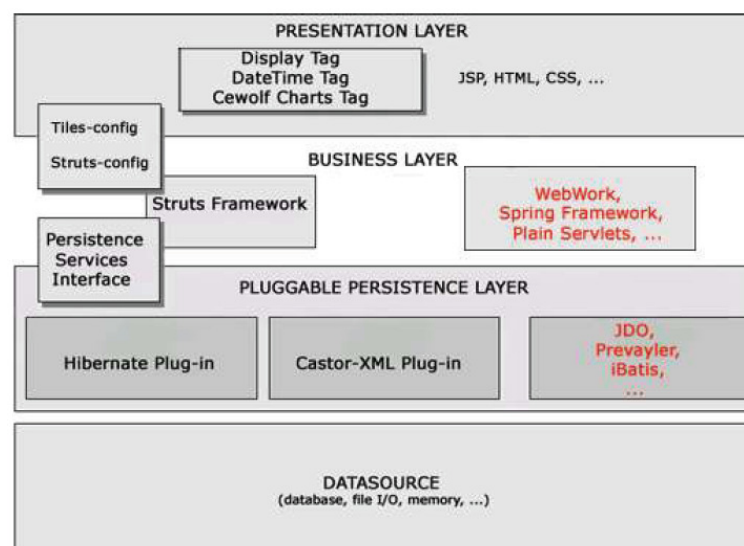 PRESENTATION LAYER
Display Tag
DateTime Tag
Cewolf Charts Tag
JSP, HTML, CSS, ...
Tiles-config
Struts-config
BUSINESS LAYER
Struts Framework
WebWork,
Spring Framework,
Plain Servlets, ...
Persistence
Services
Interface
PLUGGABLE PERSISTENCE LAYER
Hibernate Plug-in
Castor-XML Plug-in
JDO,
Prevayler,
iBatis,
...
DATASOURCE
(database, file I/O, memory, ...)